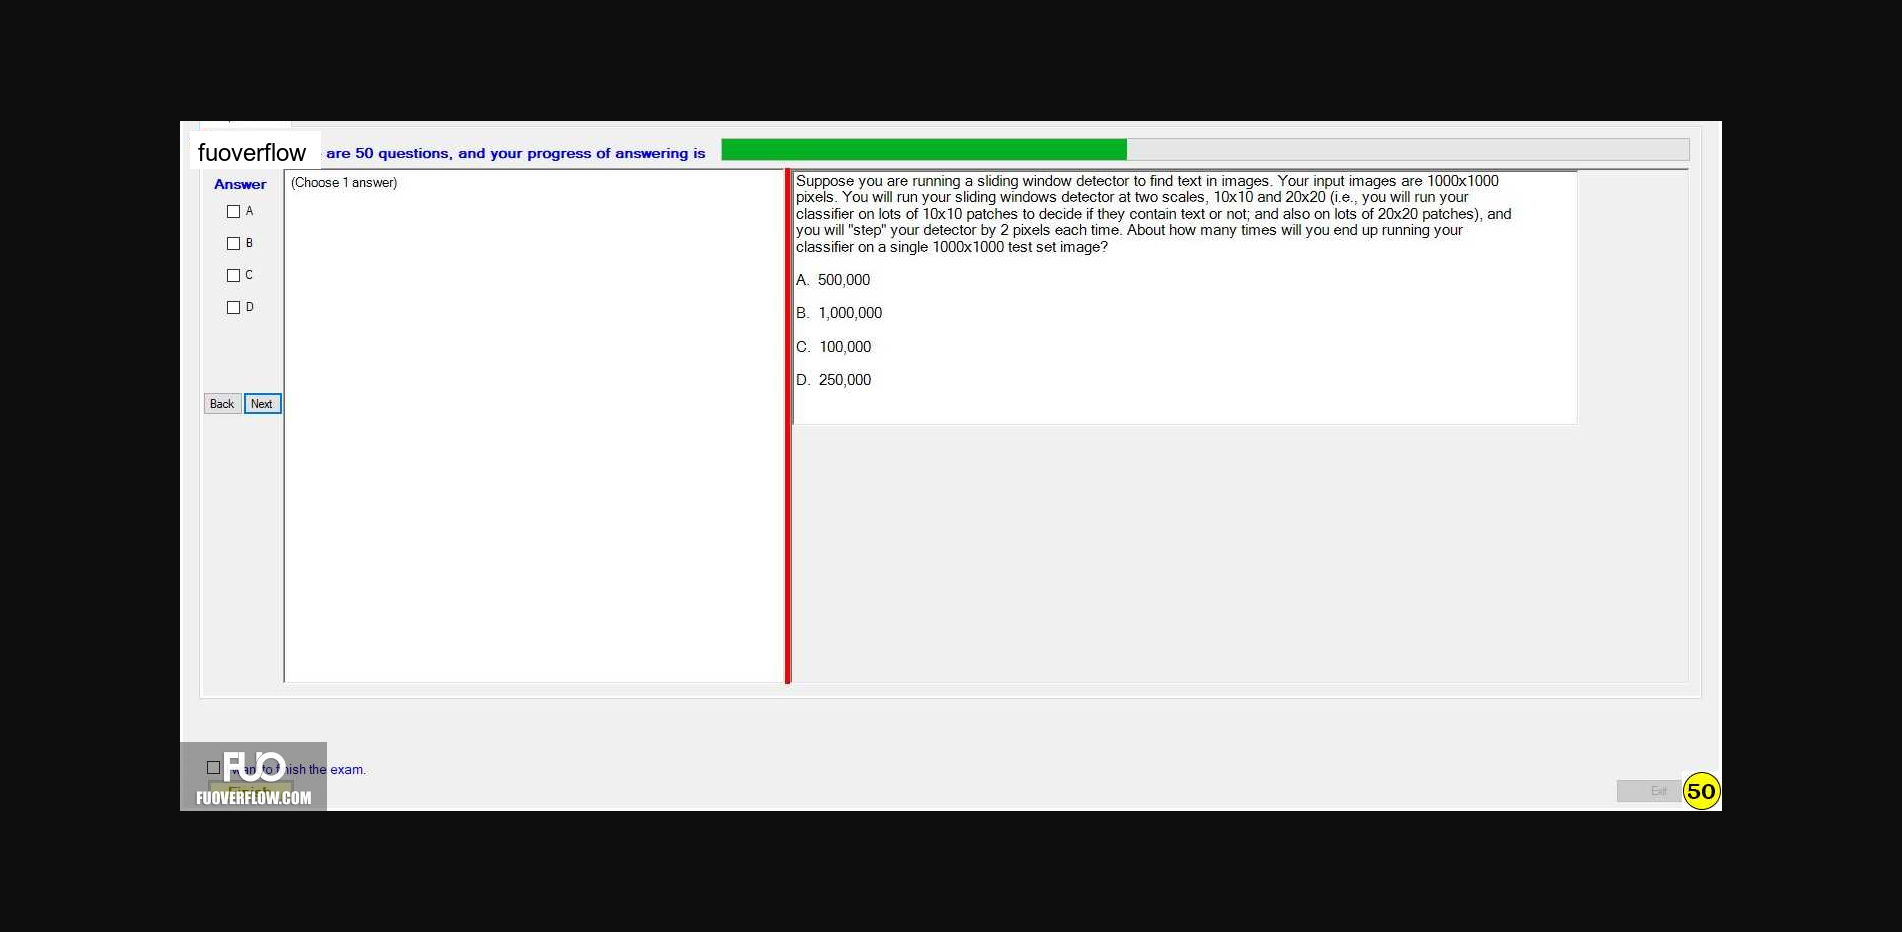 fuoverflow are 50 questions, and your progress of answering is
Answer
(Choose 1 answer)
A
B
C
D
Back Next
Suppose you are running a sliding window detector to find text in images. Your input images are 1000x1000
pixels. You will run your sliding windows detector at two scales, 10x10 and 20x20 (i.e., you will run your
classifier on lots of 10x10 patches to decide if they contain text or not; and also on lots of 20x20 patches), and
you will "step" your detector by 2 pixels each time. About how many times will you end up running your
classifier on a single 1000x1000 test set image?
A. 500,000
B. 1,000,000
C. 100,000
D. 250,000
FUO
to finish the exam.
Finish
FUOVERFLOW.COM
Exit
50